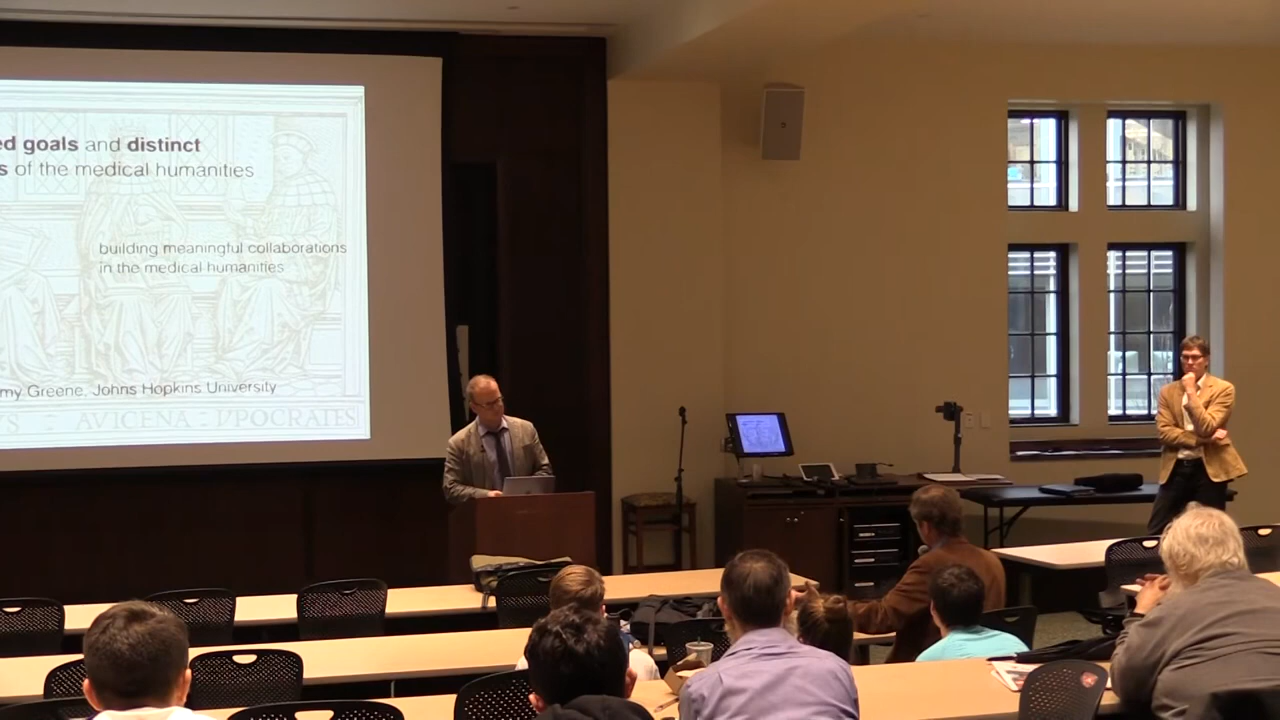 ed goals and distinct
s of the medical humanities
building meaningful collaborations
in the medical humanities
my Greene, Johns Hopkins University
YS : AVICENA : IPOCRATES